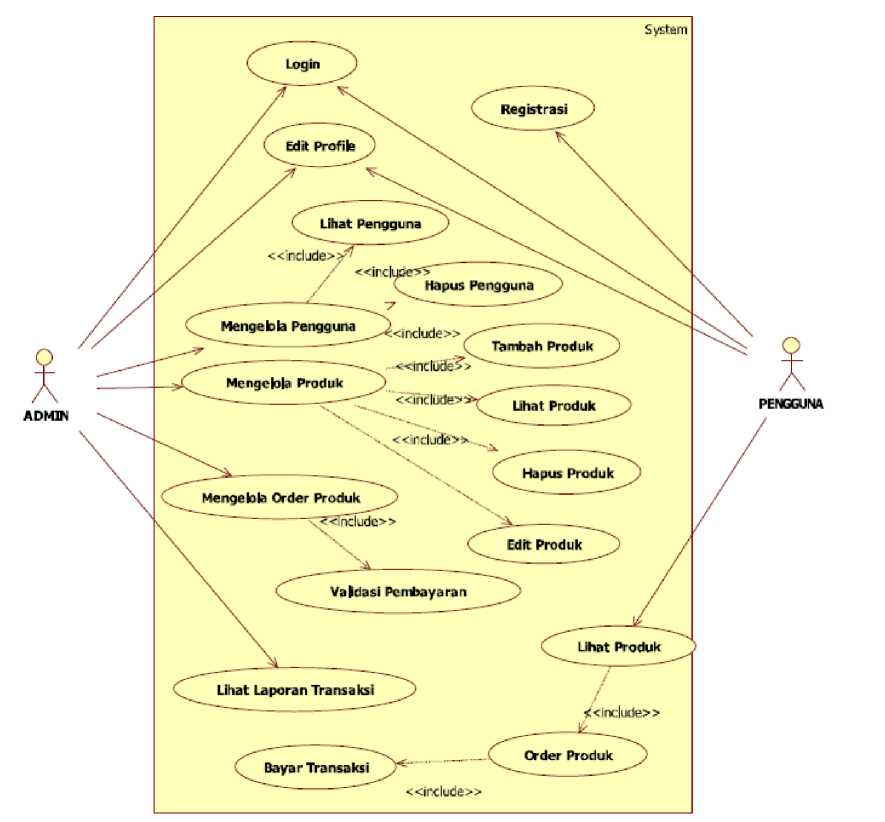 System
Login
Registrasi
Edit Profile
Lihat Pengguna
<<include>>
<<include>>
Hapus Pengguna
Mengelola Pengguna
<<include>>
Tambah Produk
<<include>>
Mengelola Produk
<<include>>
Lihat Produk
ADMIN
PENGGUNA
<<include>>
Hapus Produk
Mengelola Order Produk
<<include>>
Edit Produk
Validasi Pembayaran
Lihat Produk
Lihat Laporan Transaksi
<<include>>
Order Produk
Bayar Transaksi
<<include>>